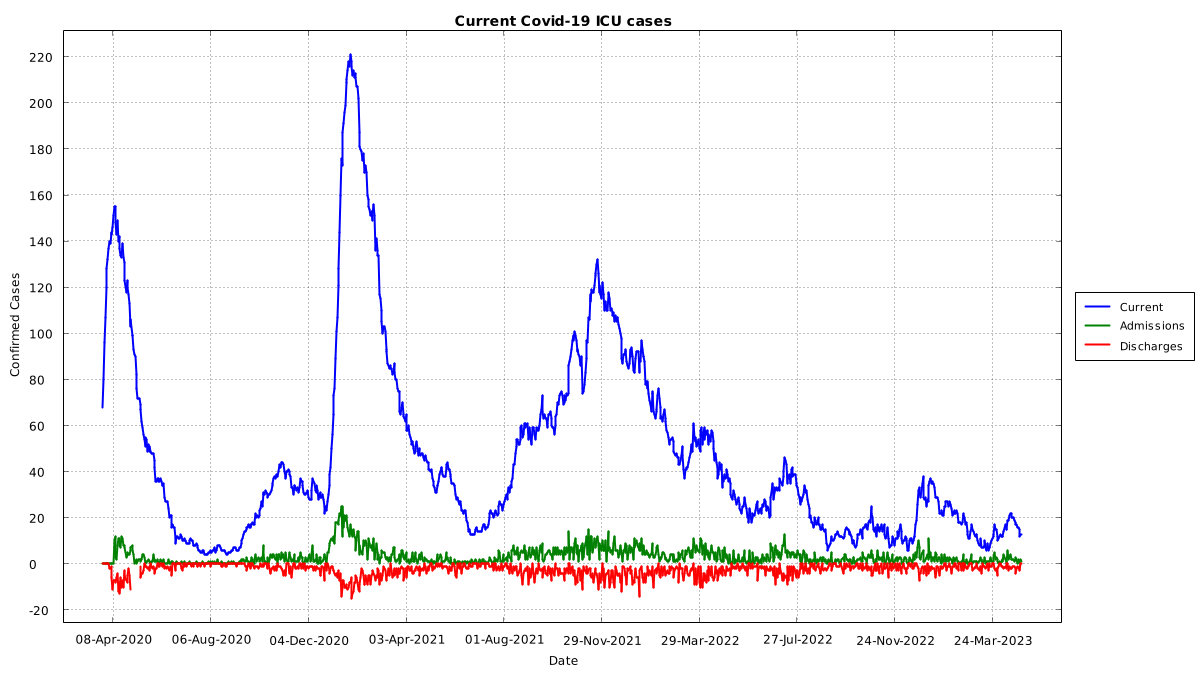 Current Covid-19 ICU cases
Confirmed Cases
220
200
180
160
140
120
100
80
60
40
20
0
-20
08-Apr-2020 06-Aug-2020 04-Dec-2020 03-Apr-2021 01-Aug-2021 29-Nov-2021 29-Mar-2022 27-Jul-2022 24-Nov-2022 24-Mar-2023
Date
Current
Admissions
Discharges